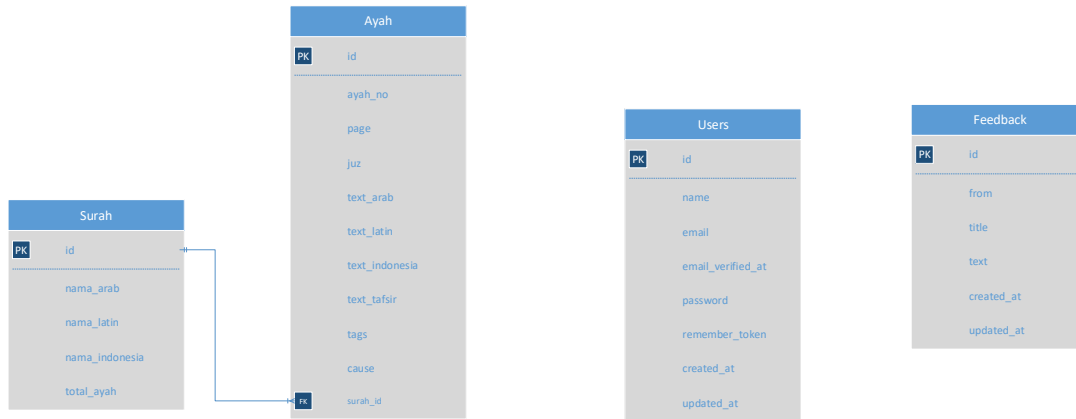 Surah
PK id
nama_arab
nama_latin
nama_indonesia
total_ayah
Ayah
PK id
ayah_no
page
juz
text_arab
text_latin
text_indonesia
text_tafsir
tags
cause
FK surah_id
Users
PK id
name
email
email_verified_at
password
remember_token
created_at
updated_at
Feedback
PK id
from
title
text
created_at
updated_at